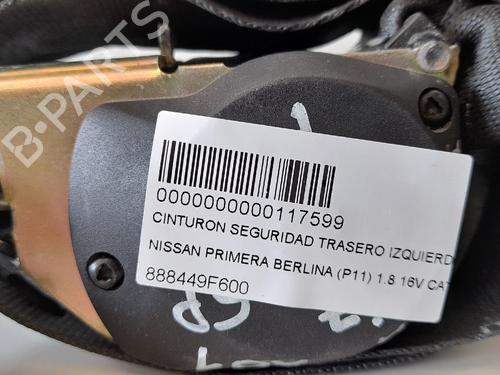 B-PARTS
0000000000117599
CINTURON SEGURIDAD TRASERO IZQUIERD
NISSAN PRIMERA BERLINA (P11) 1.8 16V CAT
888449F600